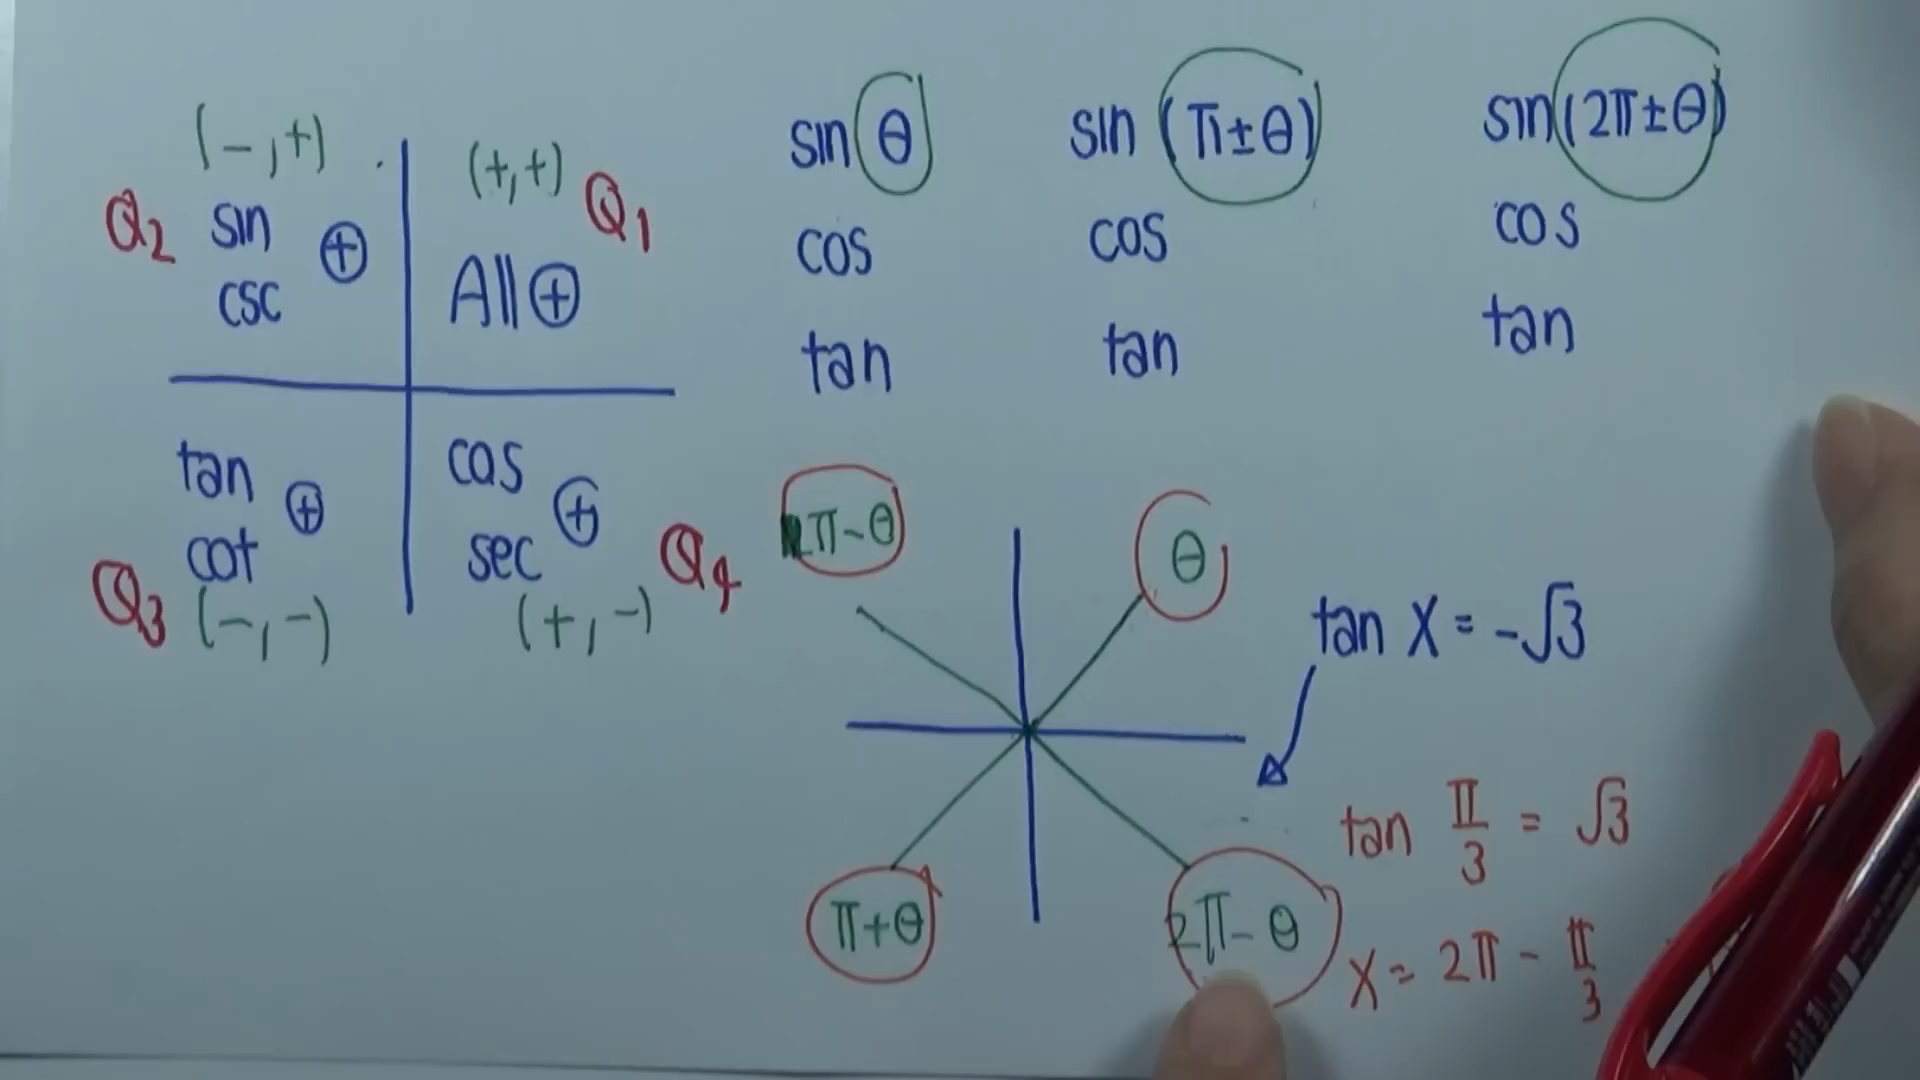 (-,+)
(+,+)
Q2
sin
csc
⊕
Q1
All ⊕
tan
cot
⊕
Q3
(-,-)
cos
sec
⊕
Q4
(+,-)
sin θ
cos
tan
sin (π±θ)
cos
tan
sin(2π±θ)
cos
tan
π-θ
θ
π+θ
2π-θ
tan x = -√3
tan π/3 = √3
x = 2π - π/3